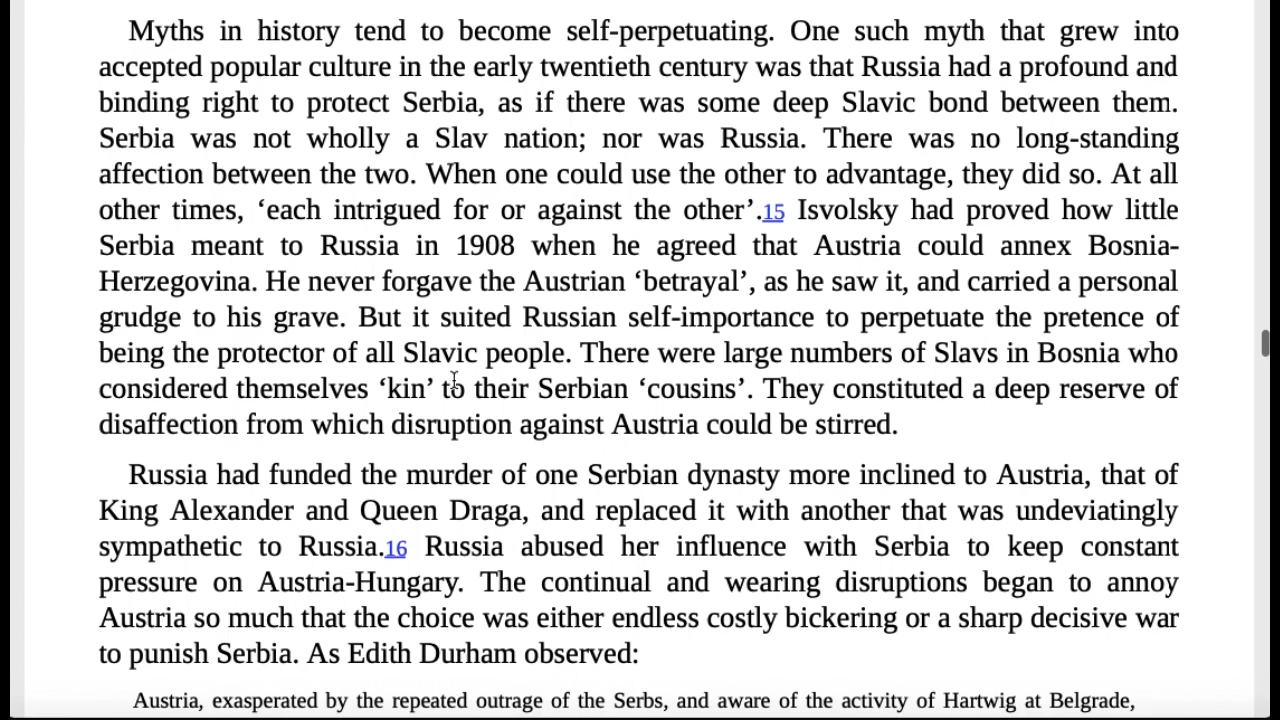 Myths in history tend to become self-perpetuating. One such myth that grew into
accepted popular culture in the early twentieth century was that Russia had a profound and
binding right to protect Serbia, as if there was some deep Slavic bond between them.
Serbia was not wholly a Slav nation; nor was Russia. There was no long-standing
affection between the two. When one could use the other to advantage, they did so. At all
other times, ‘each intrigued for or against the other’.15 Isvolsky had proved how little
Serbia meant to Russia in 1908 when he agreed that Austria could annex Bosnia-
Herzegovina. He never forgave the Austrian ‘betrayal’, as he saw it, and carried a personal
grudge to his grave. But it suited Russian self-importance to perpetuate the pretence of
being the protector of all Slavic people. There were large numbers of Slavs in Bosnia who
considered themselves ‘kin’ to their Serbian ‘cousins’. They constituted a deep reserve of
disaffection from which disruption against Austria could be stirred.
Russia had funded the murder of one Serbian dynasty more inclined to Austria, that of
King Alexander and Queen Draga, and replaced it with another that was undeviatingly
sympathetic to Russia.16 Russia abused her influence with Serbia to keep constant
pressure on Austria-Hungary. The continual and wearing disruptions began to annoy
Austria so much that the choice was either endless costly bickering or a sharp decisive war
to punish Serbia. As Edith Durham observed:
Austria, exasperated by the repeated outrage of the Serbs, and aware of the activity of Hartwig at Belgrade,